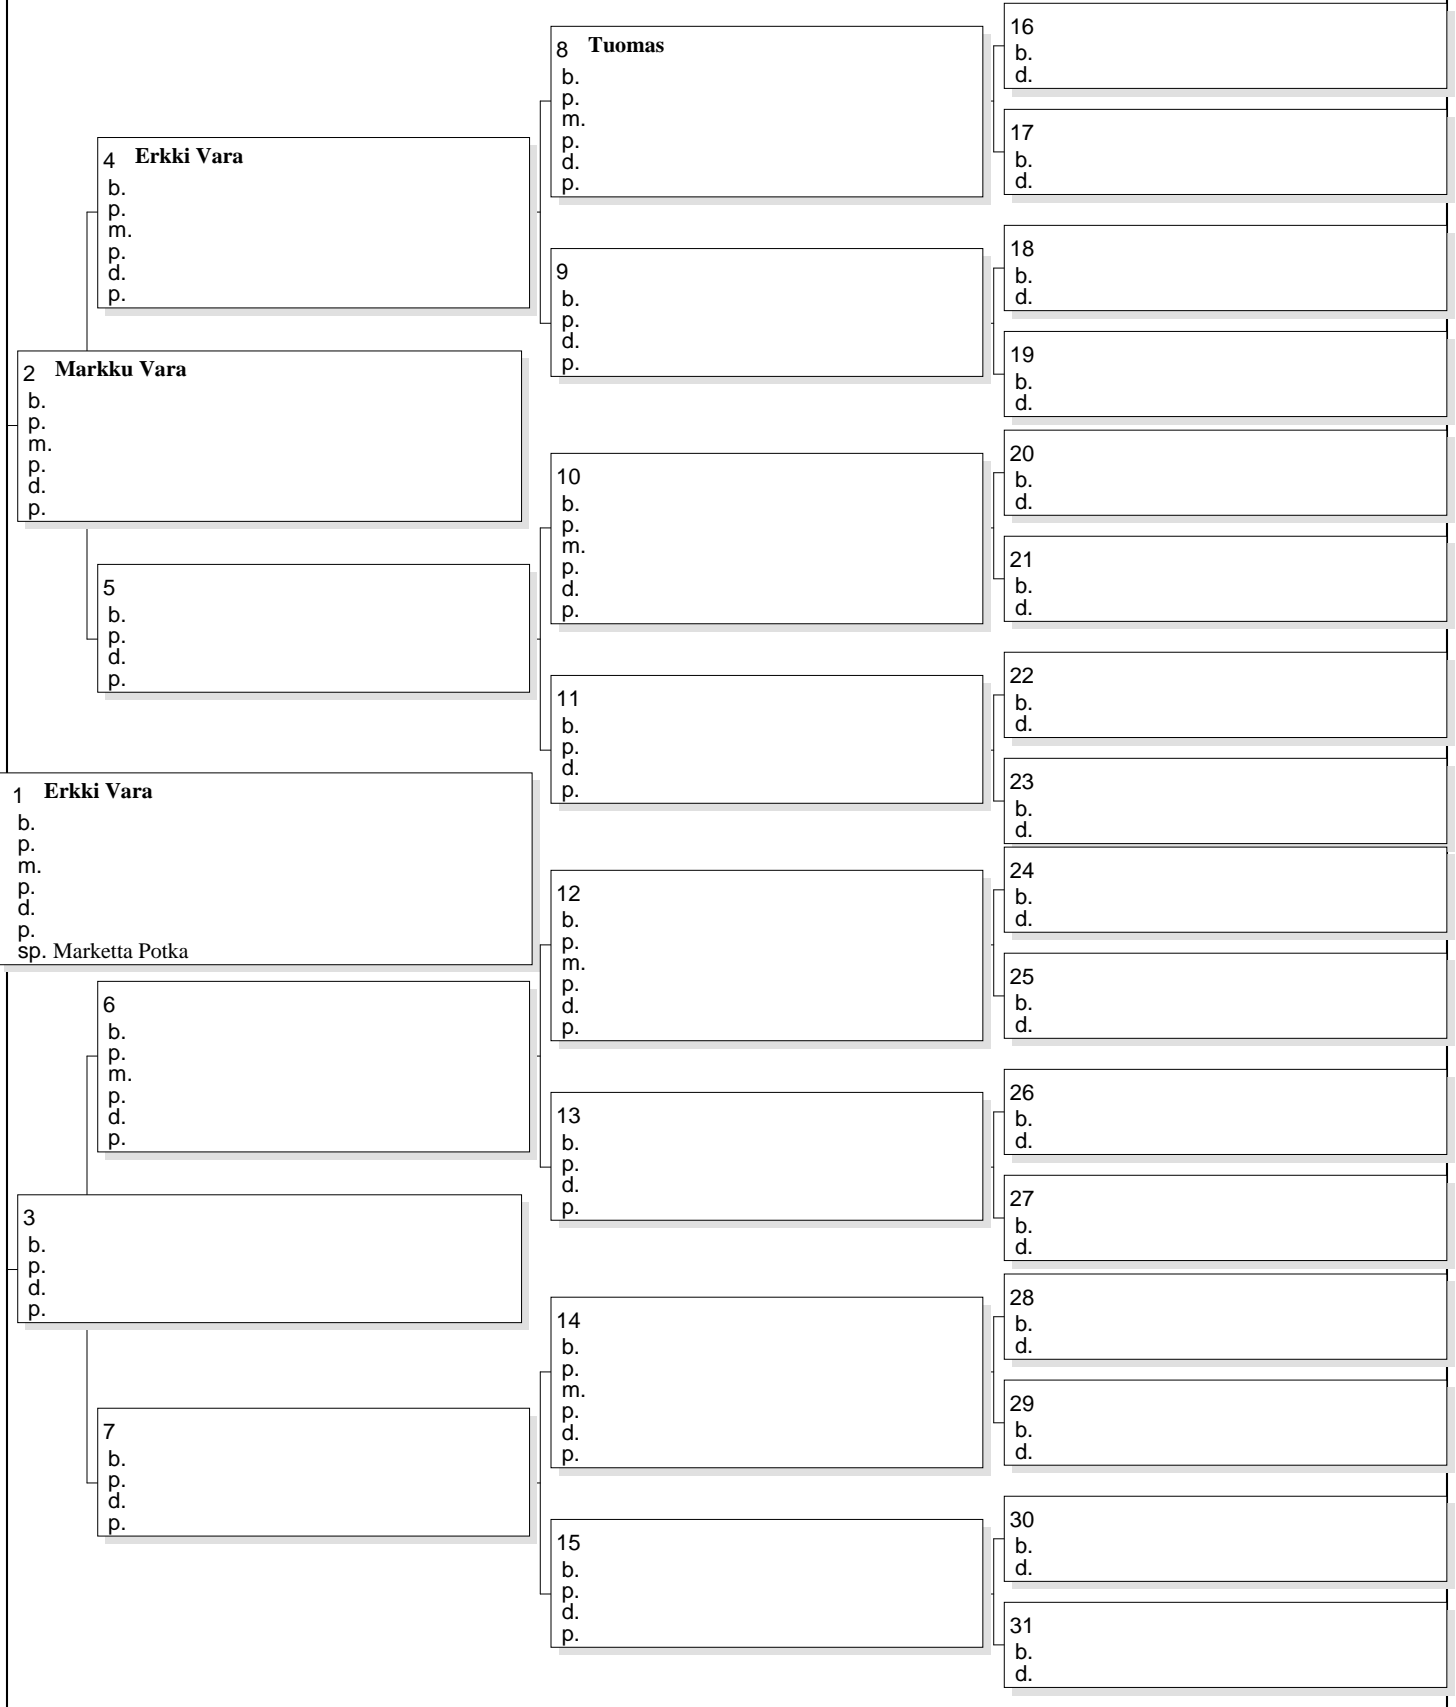 16
b.
d.
8 Tuomas
b.
p.
m.
p.
d.
p.
17
b.
d.
4 Erkki Vara
b.
p.
m.
p.
d.
p.
18
b.
d.
9
b.
p.
d.
p.
19
b.
d.
2 Markku Vara
b.
p.
m.
p.
d.
p.
20
b.
d.
10
b.
p.
m.
p.
d.
p.
21
b.
d.
5
b.
p.
d.
p.
22
b.
d.
11
b.
p.
d.
p.
23
b.
d.
1 Erkki Vara
b.
p.
m.
p.
d.
p.
sp. Marketta Potka
24
b.
d.
12
b.
p.
m.
p.
d.
p.
25
b.
d.
6
b.
p.
m.
p.
d.
p.
26
b.
d.
13
b.
p.
d.
p.
27
b.
d.
3
b.
p.
d.
p.
28
b.
d.
14
b.
p.
m.
p.
d.
p.
29
b.
d.
7
b.
p.
d.
p.
30
b.
d.
15
b.
p.
d.
p.
31
b.
d.